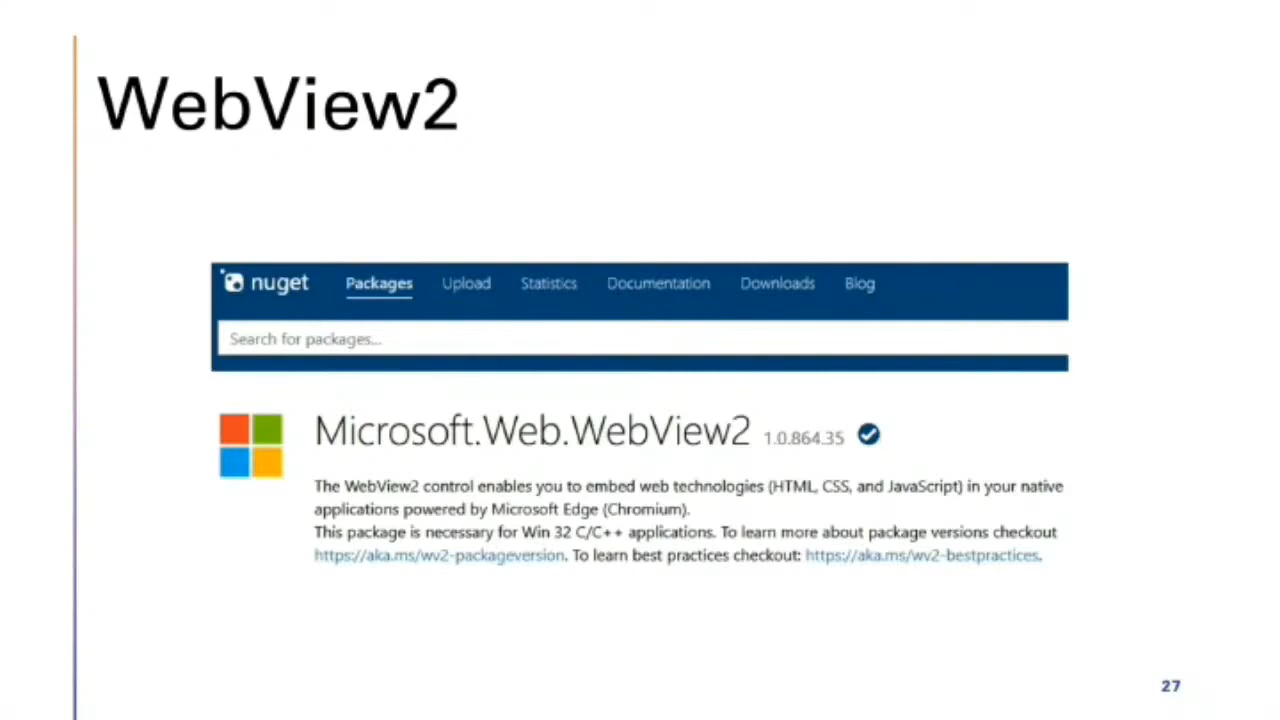 WebView2
nuget Packages Upload Statistics Documentation Downloads Blog
Search for packages...
Microsoft.Web.WebView2 1.0.864.35
The WebView2 control enables you to embed web technologies (HTML, CSS, and JavaScript) in your native
applications powered by Microsoft Edge (Chromium).
This package is necessary for Win 32 C/C++ applications. To learn more about package versions checkout
https://aka.ms/wv2-packageversion. To learn best practices checkout: https://aka.ms/wv2-bestpractices.
27